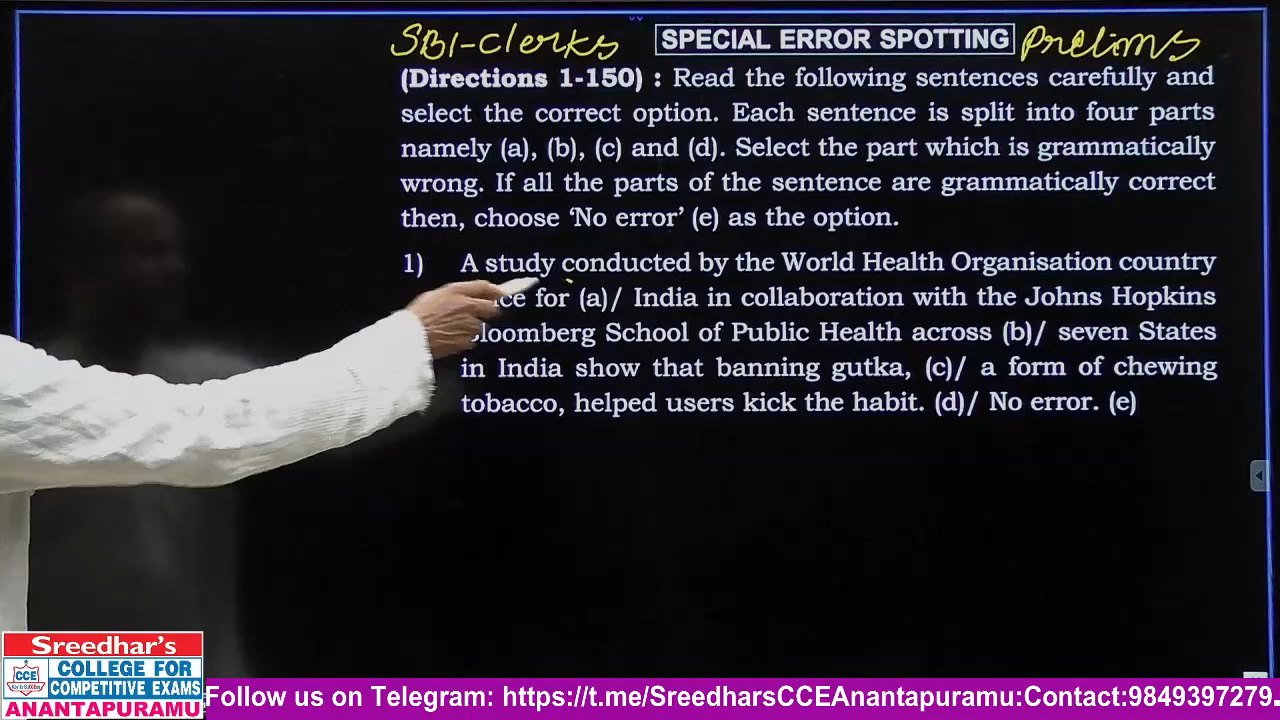 SBI-Clerks SPECIAL ERROR SPOTTING Prelims
(Directions 1-150) : Read the following sentences carefully and
select the correct option. Each sentence is split into four parts
namely (a), (b), (c) and (d). Select the part which is grammatically
wrong. If all the parts of the sentence are grammatically correct
then, choose ‘No error’ (e) as the option.
1) A study conducted by the World Health Organisation country
for (a)/ India in collaboration with the Johns Hopkins
School of Public Health across (b)/ seven States
in India show that banning gutka, (c)/ a form of chewing
tobacco, helped users kick the habit. (d)/ No error. (e)
Sreedhar's
CCE
COLLEGE FOR
COMPETITIVE EXAMS
ANANTAPURAMU
Follow us on Telegram: https://t.me/SreedharsCCEAnantapuramu:Contact:9849397279.